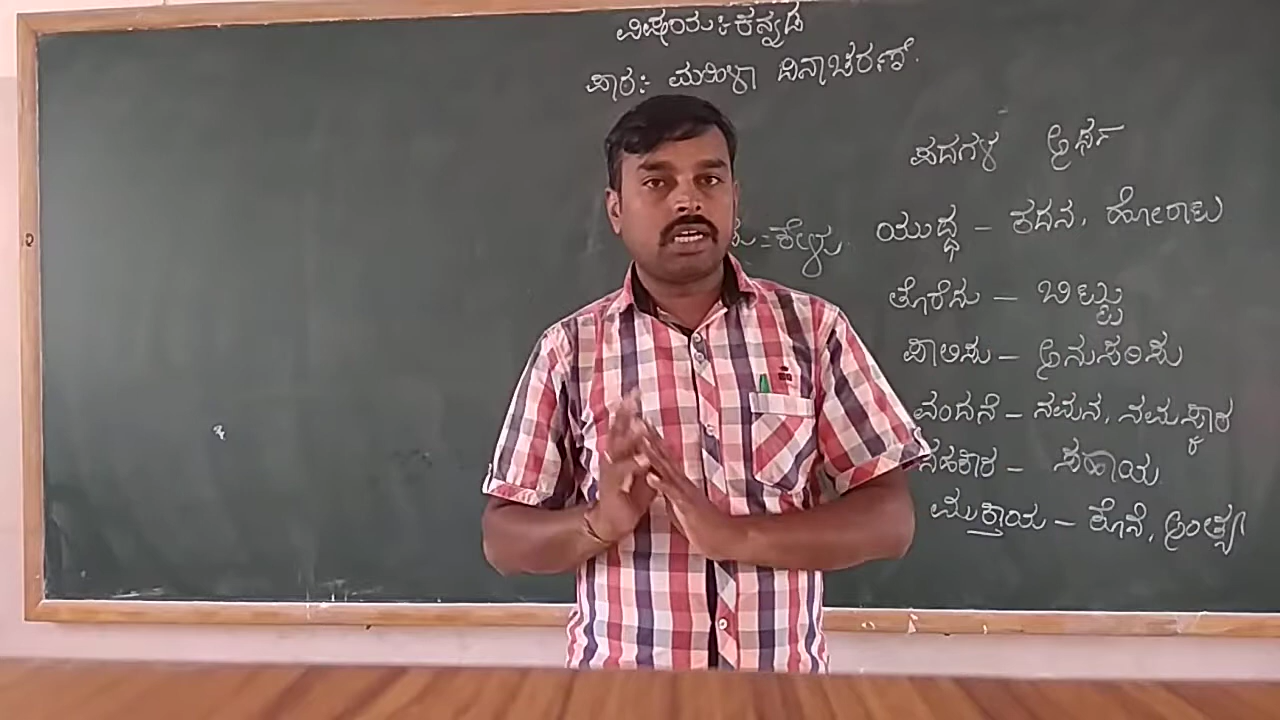 ವಿಷಯ:ಕನ್ನಡ
ಪಾಠ:- ಮಹಿಳಾ ದಿನಾಚರಣೆ.
ಪದಗಳ ಅರ್ಥ
ಯುದ್ಧ – ಕದನ, ಹೋರಾಟ
ತೊರೆದು – ಬಿಟ್ಟು
ಪಾಲಿಸು – ಅನುಸರಿಸು
ವಂದನೆ – ನಮನ, ನಮಸ್ಕಾರ
ಸಹಕಾರ – ಸಹಾಯ
ಮುಕ್ತಾಯ – ಕೊನೆ, ಅಂತ್ಯ